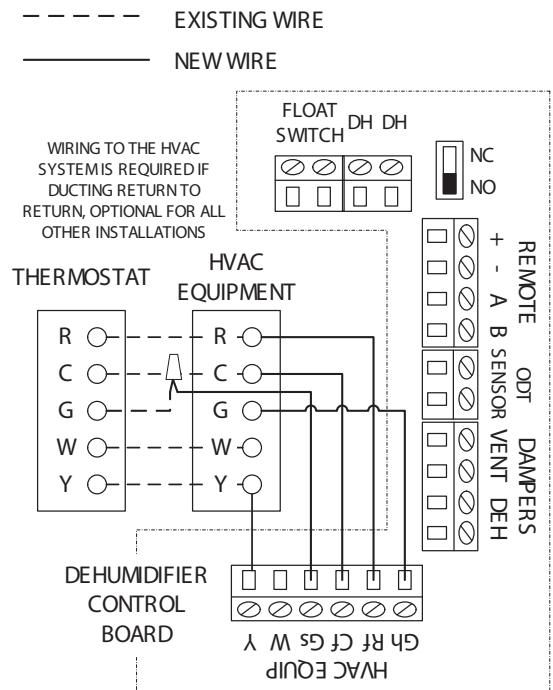 EXISTING WIRE
NEW WIRE
FLOAT SWITCH
DH DH
NC
NO
WIRING TO THE HVAC
SYSTEM IS REQUIRED IF
DUCTING RETURN TO
RETURN, OPTIONAL FOR ALL
OTHER INSTALLATIONS
THERMOSTAT
R
C
G
W
Y
HVAC
EQUIPMENT
R
C
G
W
Y
+ - A B
REMOTE
ODT
SENSOR
DAMPERS
VENT DEH
DEHUMIDIFIER
CONTROL
BOARD
Y W Gs Cf Rf Gh
HVAC EQUIP